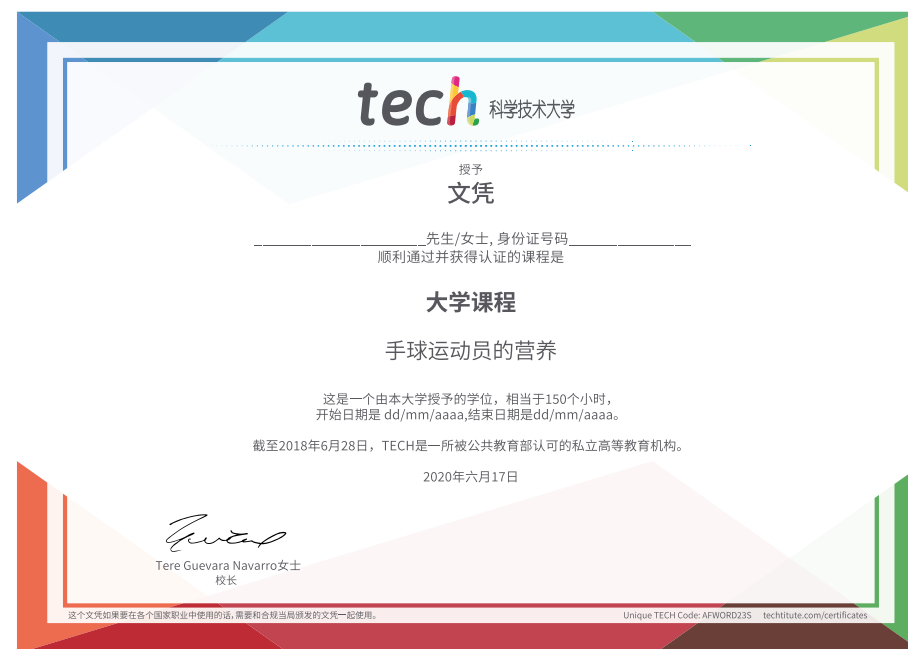 tech 科学技术大学
授予
文凭
______________________先生/女士, 身份证号码________________
顺利通过并获得认证的课程是
大学课程
手球运动员的营养
这是一个由本大学授予的学位，相当于150个小时，
开始日期是 dd/mm/aaaa,结束日期是dd/mm/aaaa。
截至2018年6月28日，TECH是一所被公共教育部认可的私立高等教育机构。
2020年六月17日
Tere Guevara Navarro女士
校长
这个文凭如果要在各个国家职业中使用的话,需要和合规当局颁发的文凭一起使用。
Unique TECH Code: AFWORD23S techtitute.com/certificates